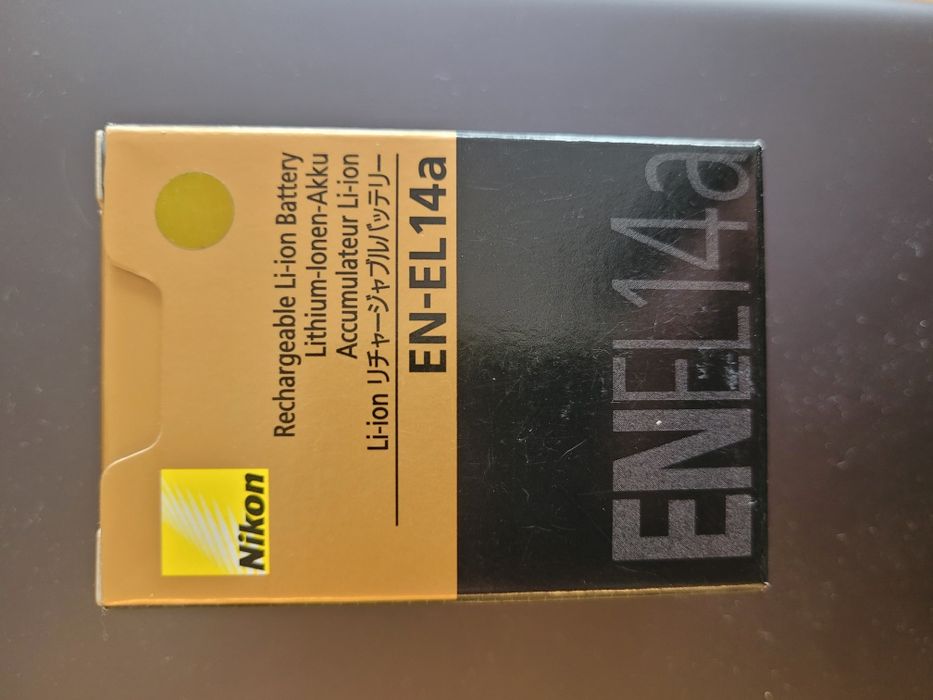 Nikon
Rechargeable Li-ion Battery
Lithium-Ionen-Akku
Accumulateur Li-ion
Li-ion リチャージャブルバッテリー
EN-EL14a
ENEL14a